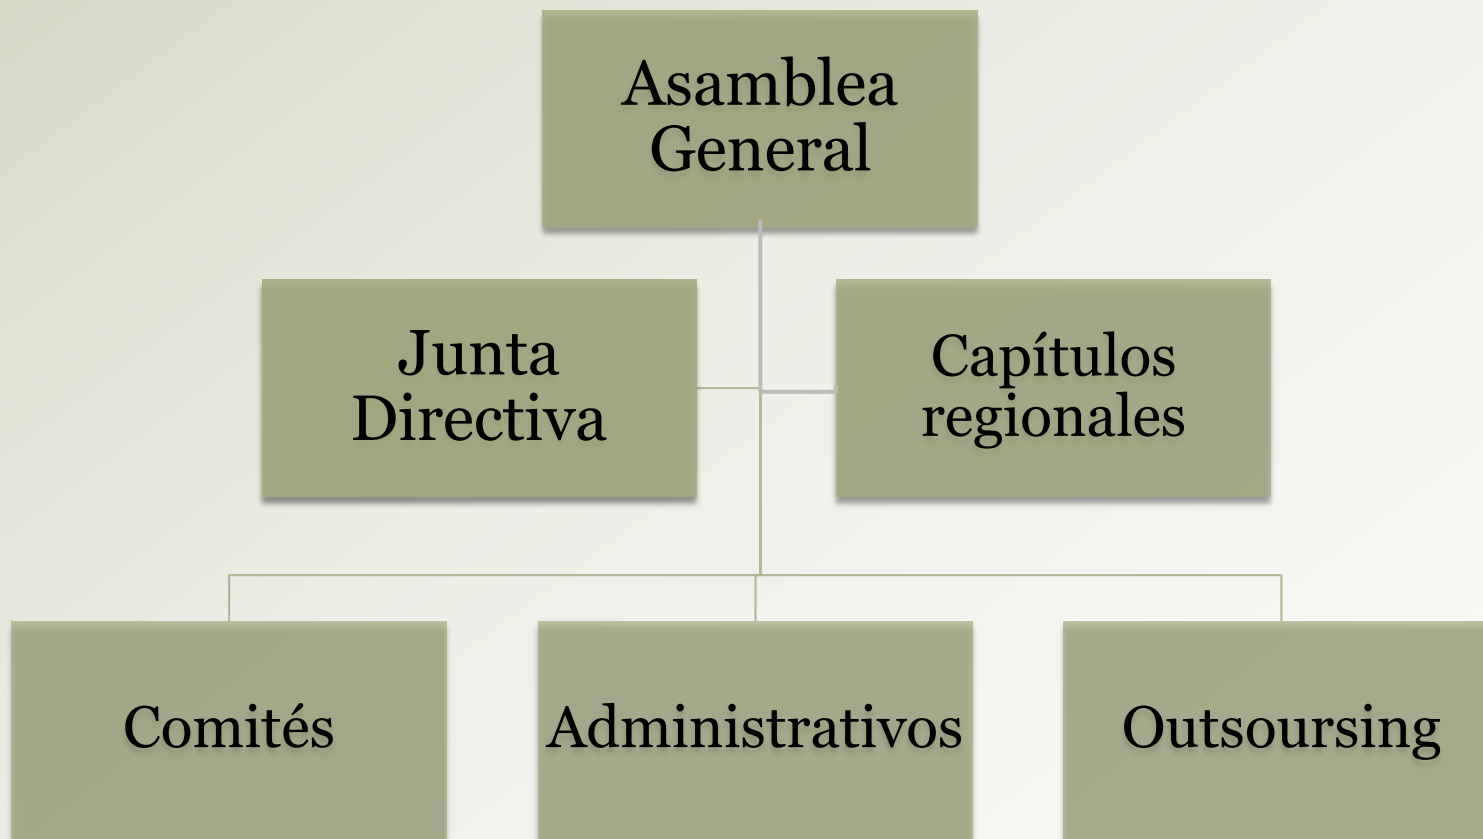 Asamblea
General
Junta
Directiva
Capítulos
regionales
Comités
Administrativos
Outsoursing